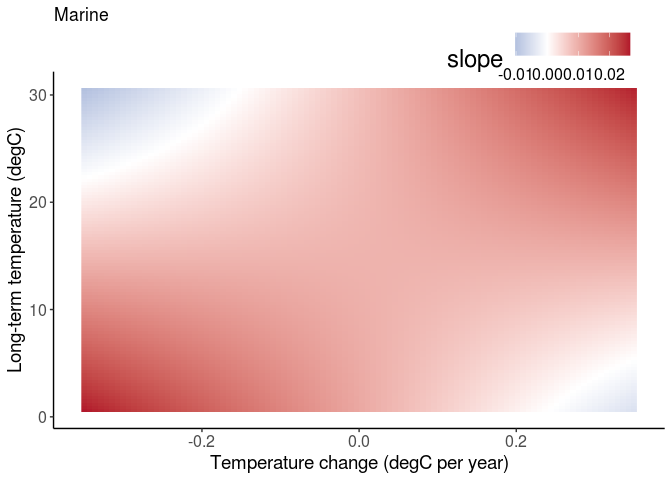 Marine
slope
-0.010.000.010.02
30
20
10
0
Long-term temperature (degC)
-0.2
0.0
0.2
Temperature change (degC per year)